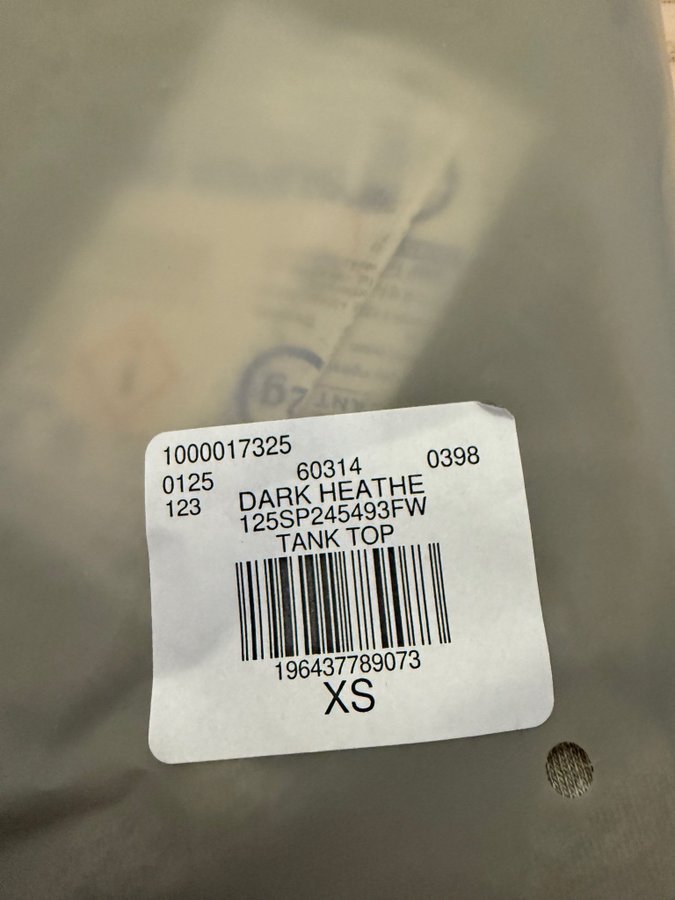 1000017325
0125 60314 0398
123 DARK HEATHE
125SP245493FW
TANK TOP
196437789073
XS